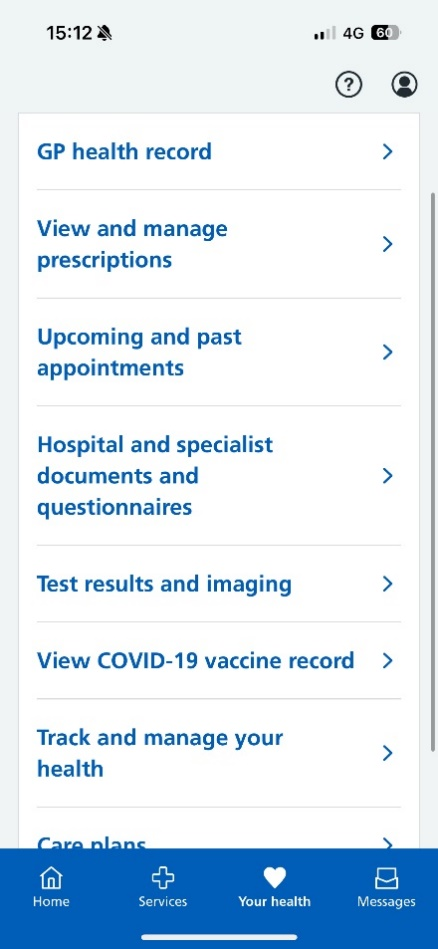 15:12
4G 60
?
GP health record
View and manage
prescriptions
Upcoming and past
appointments
Hospital and specialist
documents and
questionnaires
Test results and imaging
View COVID-19 vaccine record
Track and manage your
health
Care plans
Home Services Your health Messages